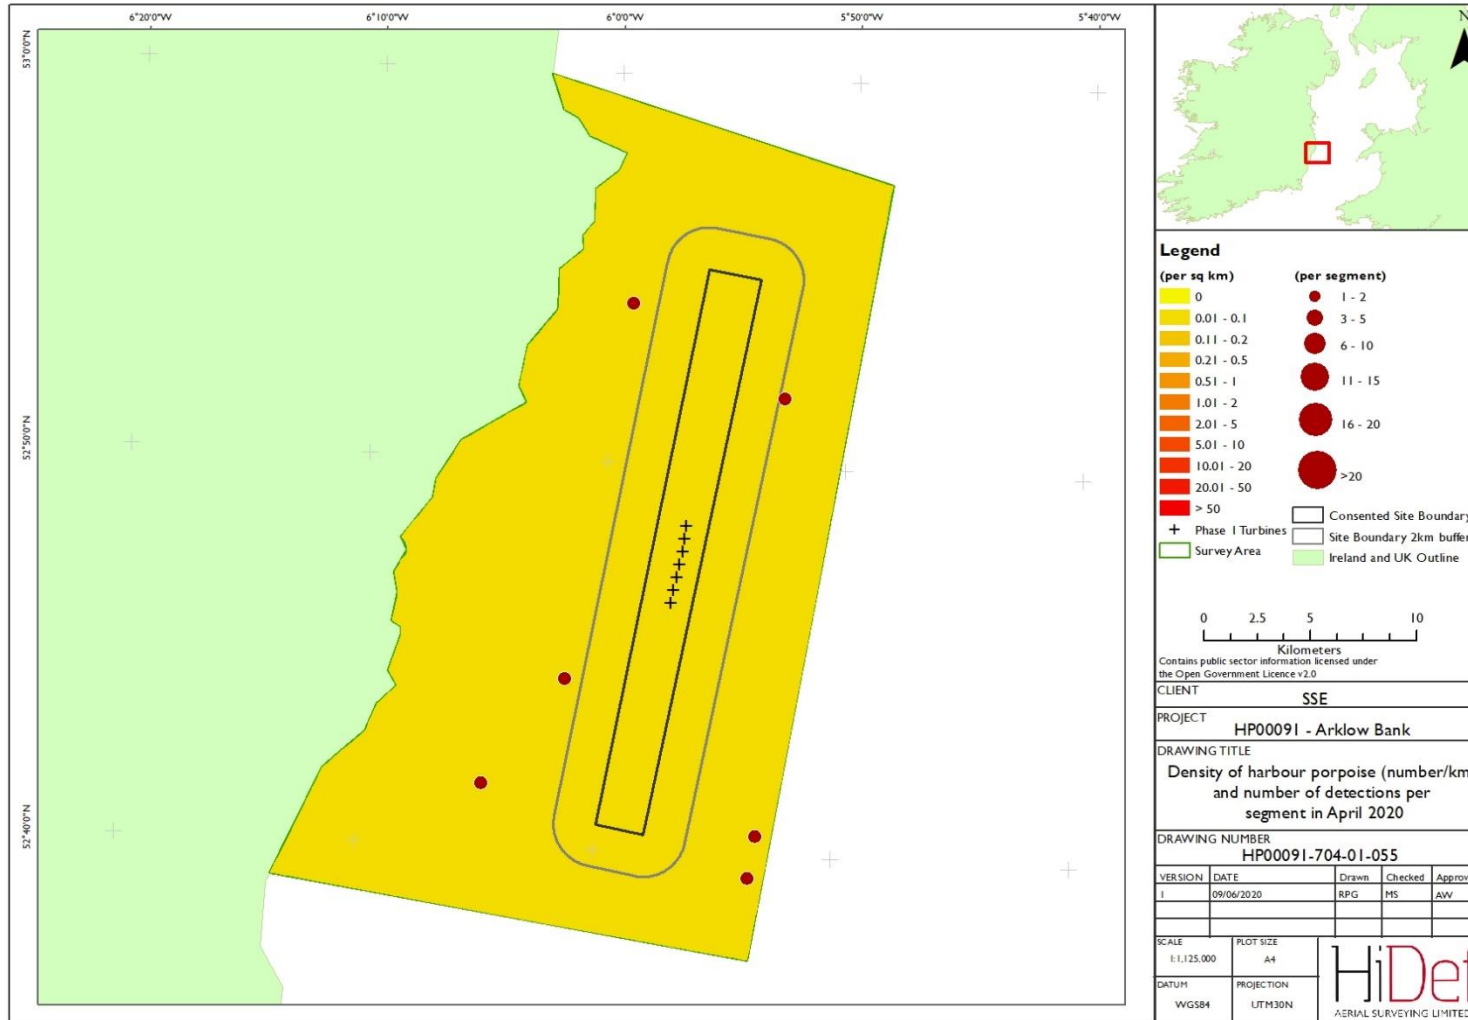 6°20'0"W 6°10'0"W 6°0'0"W 5°50'0"W 5°40'0"W
53°0'0"N
52°50'0"N
52°40'0"N
N
Legend
(per sq km)
0
0.01 - 0.1
0.11 - 0.2
0.21 - 0.5
0.51 - 1
1.01 - 2
2.01 - 5
5.01 - 10
10.01 - 20
20.01 - 50
> 50
Phase 1 Turbines
Survey Area
(per segment)
1 - 2
3 - 5
6 - 10
11 - 15
16 - 20
>20
Consented Site Boundary
Site Boundary 2km buffer
Ireland and UK Outline
0 2.5 5 10
Kilometers
Contains public sector information licensed under
the Open Government Licence v2.0
CLIENT
SSE
PROJECT
HP00091 - Arklow Bank
DRAWING TITLE
Density of harbour porpoise (number/km
and number of detections per
segment in April 2020
DRAWING NUMBER
HP00091-704-01-055
VERSION DATE Drawn Checked Approv
1 09/06/2020 RPG MS AW
SCALE
1:1,125,000
PLOT SIZE
A4
DATUM
WGS84
PROJECTION
UTM30N
HiDef
AERIAL SURVEYING LIMITED